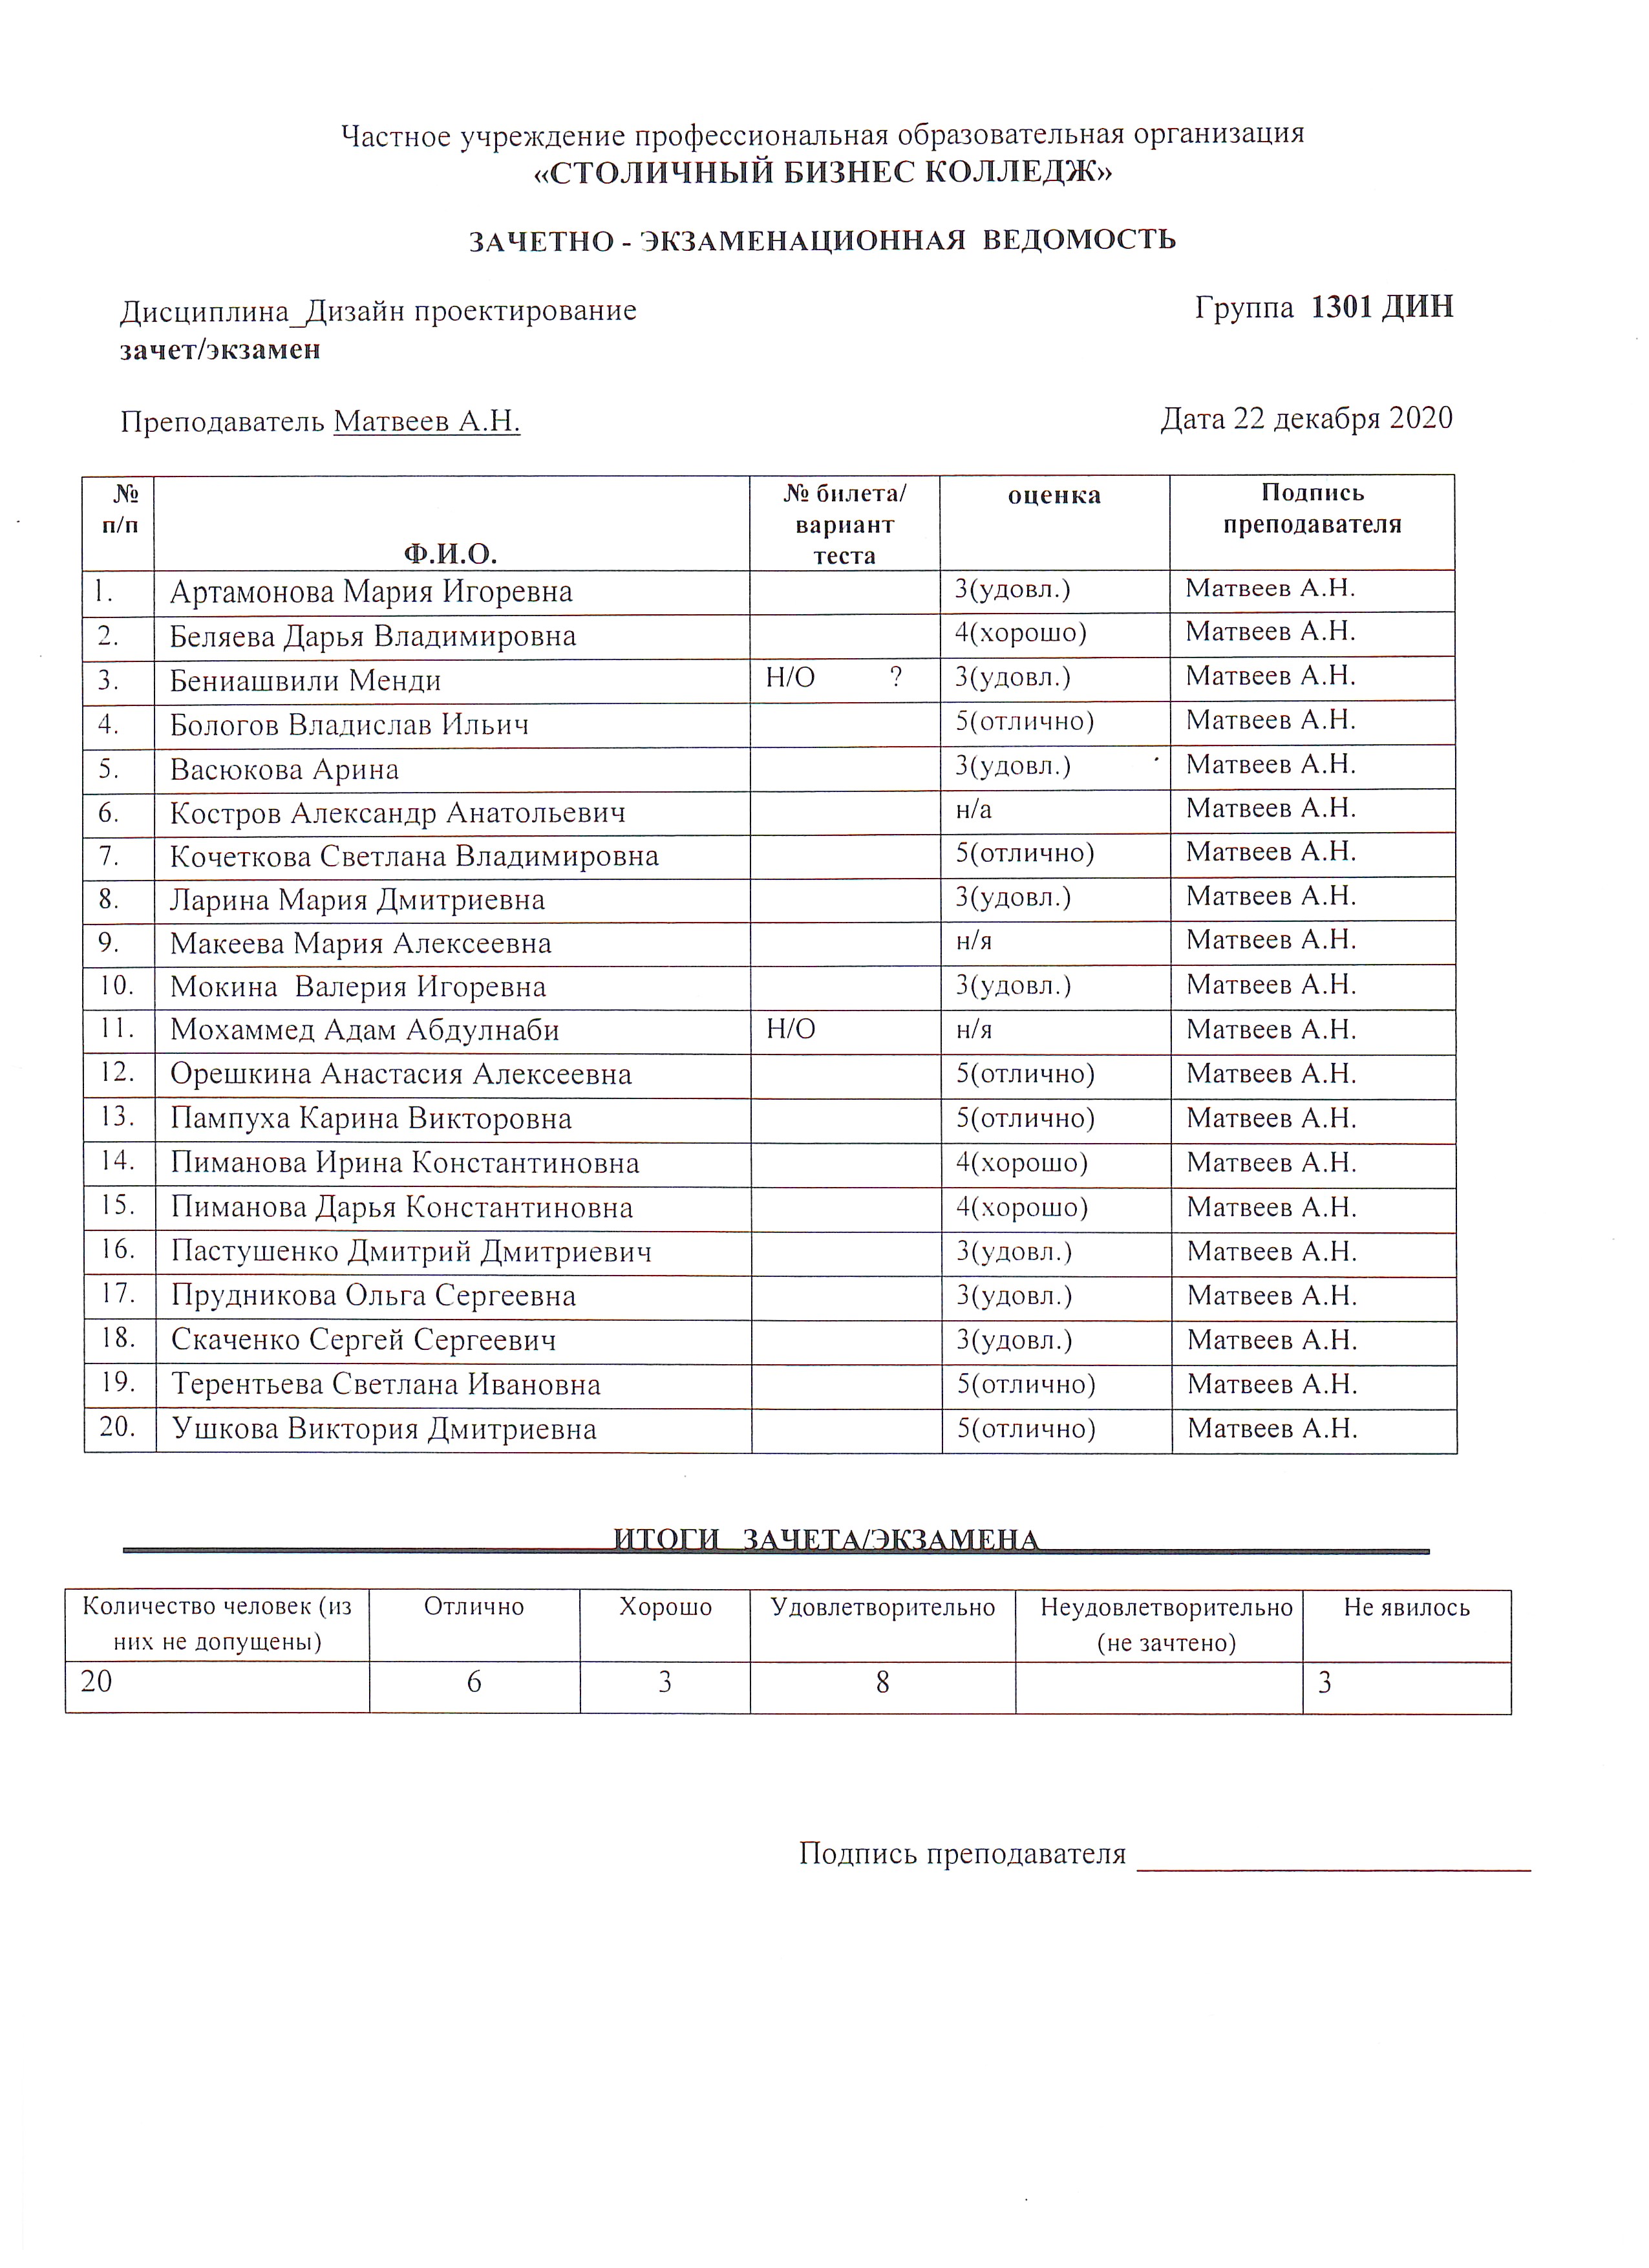 Частное учреждение профессиональная образовательная организация
«СТОЛИЧНЫЙ БИЗНЕС КОЛЛЕДЖ»
ЗАЧЕТНО - ЭКЗАМЕНАЦИОННАЯ ВЕДОМОСТЬ
Дисциплина_Дизайн проектирование Группа 1301 ДИН
зачет/экзамен
Преподаватель Матвеев А.Н. Дата 22 декабря 2020
№ п/п Ф.И.О. № билета/ вариант теста оценка Подпись преподавателя
1. Артамонова Мария Игоревна 3(удовл.) Матвеев А.Н.
2. Беляева Дарья Владимировна 4(хорошо) Матвеев А.Н.
3. Бениашвили Менди Н/О ? 3(удовл.) Матвеев А.Н.
4. Бологов Владислав Ильич 5(отлично) Матвеев А.Н.
5. Васюкова Арина 3(удовл.) Матвеев А.Н.
6. Костров Александр Анатольевич н/а Матвеев А.Н.
7. Кочеткова Светлана Владимировна 5(отлично) Матвеев А.Н.
8. Ларина Мария Дмитриевна 3(удовл.) Матвеев А.Н.
9. Макеева Мария Алексеевна н/я Матвеев А.Н.
10. Мокина Валерия Игоревна 3(удовл.) Матвеев А.Н.
11. Мохаммед Адам Абдулнаби Н/О н/я Матвеев А.Н.
12. Орешкина Анастасия Алексеевна 5(отлично) Матвеев А.Н.
13. Пампуха Карина Викторовна 5(отлично) Матвеев А.Н.
14. Пиманова Ирина Константиновна 4(хорошо) Матвеев А.Н.
15. Пиманова Дарья Константиновна 4(хорошо) Матвеев А.Н.
16. Пастушенко Дмитрий Дмитриевич 3(удовл.) Матвеев А.Н.
17. Прудникова Ольга Сергеевна 3(удовл.) Матвеев А.Н.
18. Скаченко Сергей Сергеевич 3(удовл.) Матвеев А.Н.
19. Терентьева Светлана Ивановна 5(отлично) Матвеев А.Н.
20. Ушкова Виктория Дмитриевна 5(отлично) Матвеев А.Н.
ИТОГИ ЗАЧЕТА/ЭКЗАМЕНА
Количество человек (из них не допущены) Отлично Хорошо Удовлетворительно Неудовлетворительно (не зачтено) Не явилось
20 6 3 8 3
Подпись преподавателя